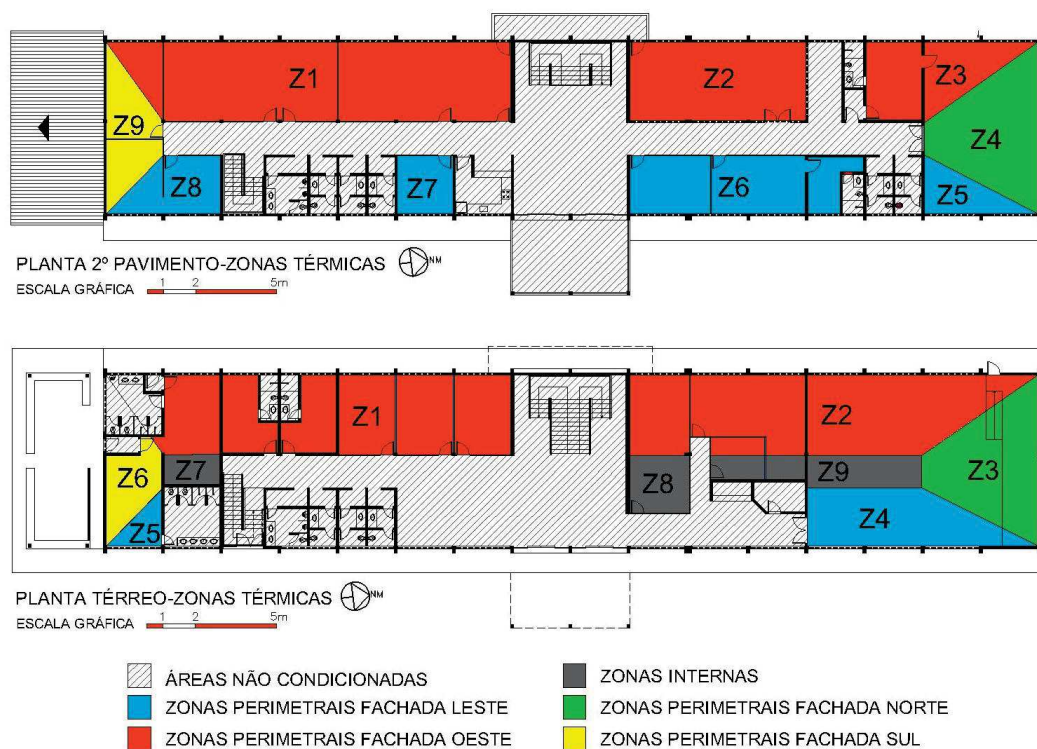 Z1
Z2
Z3
Z9
Z4
Z8
Z7
Z6
Z5
PLANTA 2º PAVIMENTO-ZONAS TÉRMICAS NM
ESCALA GRÁFICA 1 2 5m
Z1
Z2
Z6
Z7
Z8
Z9
Z3
Z5
Z4
PLANTA TÉRREO-ZONAS TÉRMICAS NM
ESCALA GRÁFICA 1 2 5m
ÁREAS NÃO CONDICIONADAS
ZONAS INTERNAS
ZONAS PERIMETRAIS FACHADA LESTE
ZONAS PERIMETRAIS FACHADA NORTE
ZONAS PERIMETRAIS FACHADA OESTE
ZONAS PERIMETRAIS FACHADA SUL